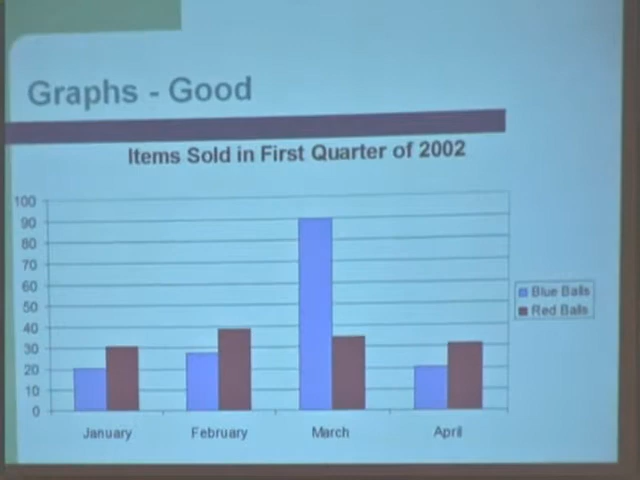 Graphs - Good
Items Sold in First Quarter of 2002
100
90
80
70
60
50
40
30
20
10
0
January February March April
Blue Balls
Red Balls